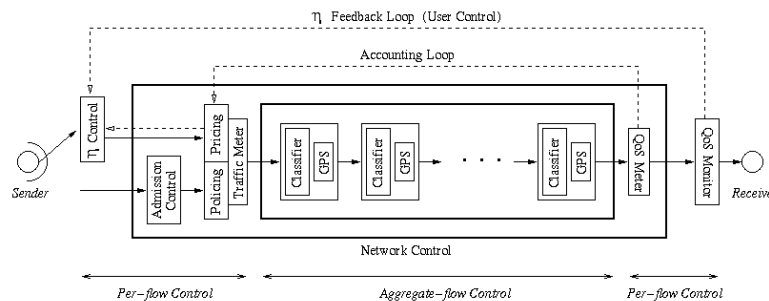 η Feedback Loop (User Control)
Accounting Loop
η Control
Pricing
Traffic Meter
Classifier
GPS
Classifier
GPS
. . .
Classifier
GPS
QoS Meter
QoS Monitor
Sender
Admission
Control
Policing
Receive
Network Control
Per-flow Control
Aggregate-flow Control
Per-flow Control